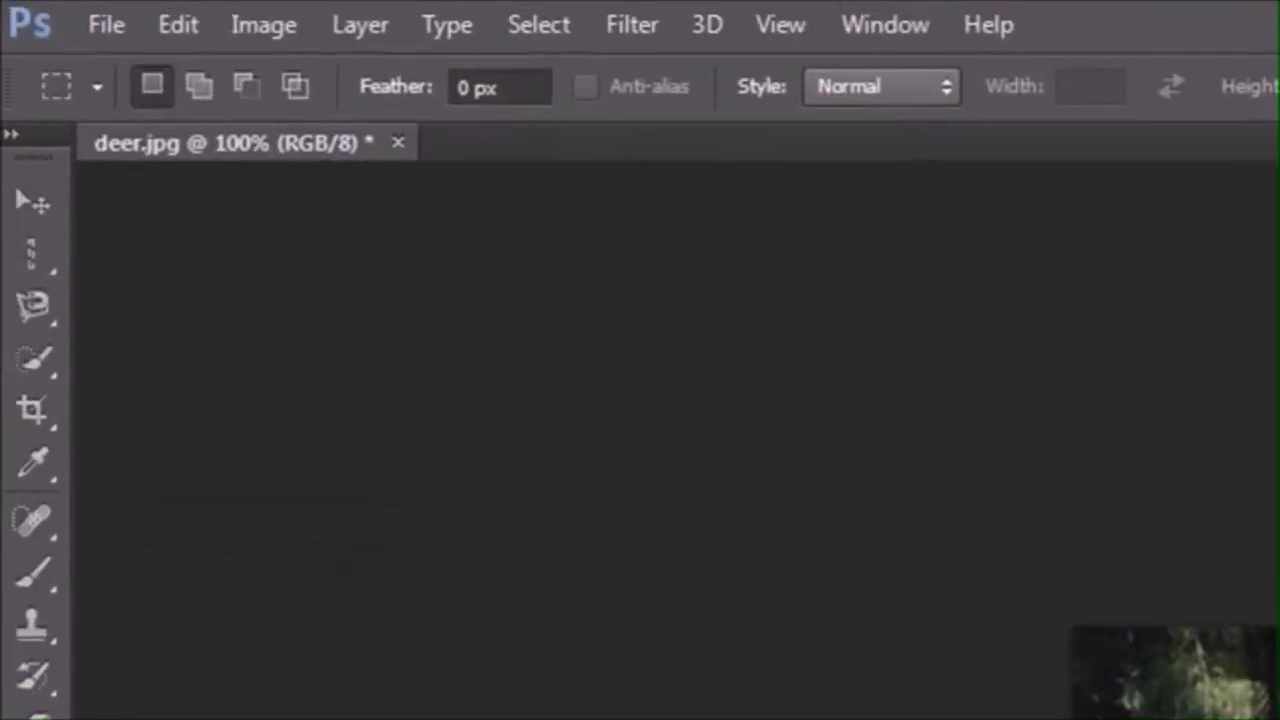 Ps File Edit Image Layer Type Select Filter 3D View Window Help
Feather: 0 px Anti-alias Style: Normal Width: Height
deer.jpg @ 100% (RGB/8) * ×